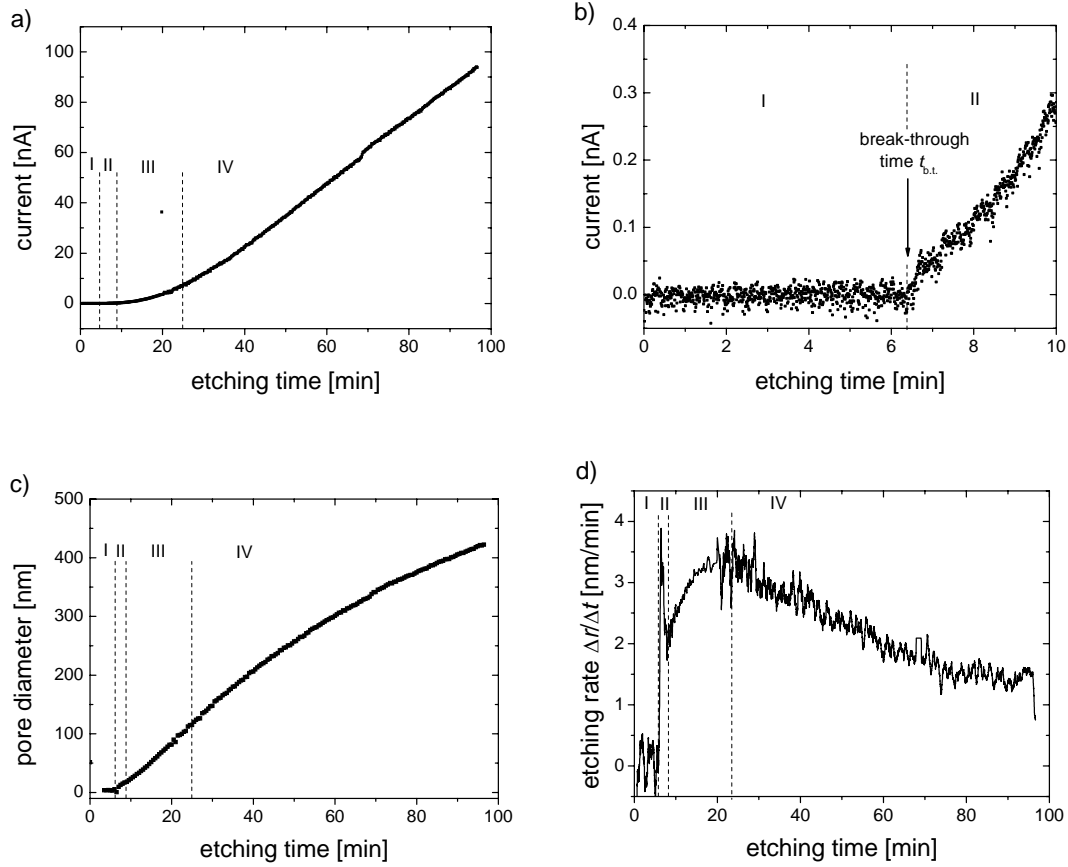 a)
100
80
60
40
20
0
I II III IV
current [nA]
0 20 40 60 80 100
etching time [min]
b)
0.4
0.3
0.2
0.1
0.0
I II
break-through
time t b.t.
current [nA]
0 2 4 6 8 10
etching time [min]
c)
500
400
300
200
100
0
I II III IV
pore diameter [nm]
0 20 40 60 80 100
etching time [min]
d)
I II III IV
4
3
2
1
0
etching rate Δr/Δt [nm/min]
0 20 40 60 80 100
etching time [min]